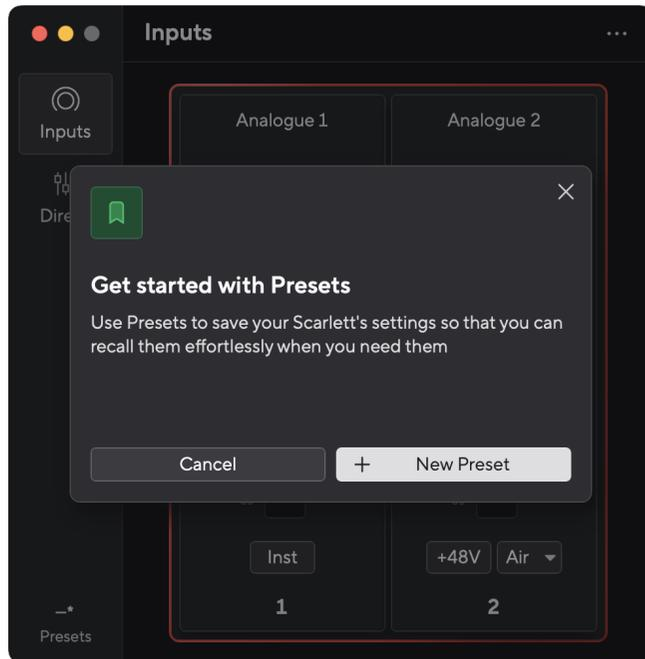 Inputs
Inputs
Analogue 1
Analogue 2
Dire
Get started with Presets
Use Presets to save your Scarlett's settings so that you can
recall them effortlessly when you need them
Cancel
+ New Preset
Inst
+48V
Air
1
2
Presets